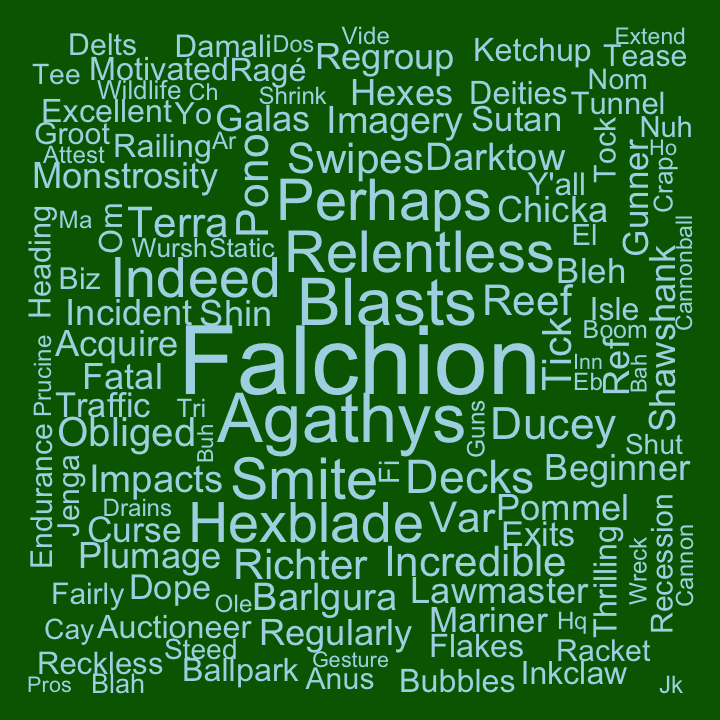 Vide
Extend
Delts
Damali
Dos
Regroup
Ketchup
Tease
Tee
Motivated
Ragé
Nom
Wildlife
Ch
Shrink
Hexes
Deities
Tunnel
Excellent
Yo
Galas
Imagery
Sutan
Nuh
Groot
Railing
Ar
Pono
Swipes
Darktow
Tock
Ho
Attest
Monstrosity
Perhaps
Y'all
Gunner
Crapo
Heading
Ma
Om
Terra
Chicka
Cannonball
Wursh
Static
Relentless
El
Biz
Indeed
Blasts
Bleh
Shawshank
Incident
Shin
Reef
Isle
Acquire
Falchion
Tick
Boom
Ref
Prucine
Fatal
Inn
Eb
Bah
Traffic
Tri
Agathys
Guns
Ducey
Obliged
Buh
Shut
Endurance
Jenga
Impacts
Smite
Fi
Decks
Beginner
Drains
Hexblade
Var
Pommel
Curse
Exits
Thrilling
Recession
Cannon
Plumage
Richter
Incredible
Wreck
Fairly
Dope
Ole
Barlgura
Lawmaster
Cay
Auctioneer
Regularly
Mariner
Hq
Steed
Flakes
Racket
Reckless
Ballpark
Gesture
Anus
Bubbles
Inkclaw
Pros
Blah
Jk